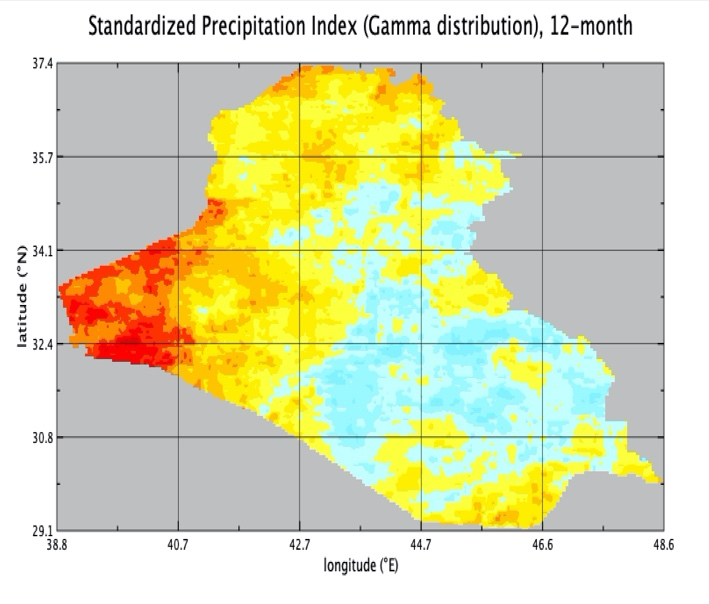 Standardized Precipitation Index (Gamma distribution), 12-month
37.4
35.7
34.1
32.4
30.8
29.1
latitude (°N)
38.8 40.7 42.7 44.7 46.6 48.6
longitude (°E)